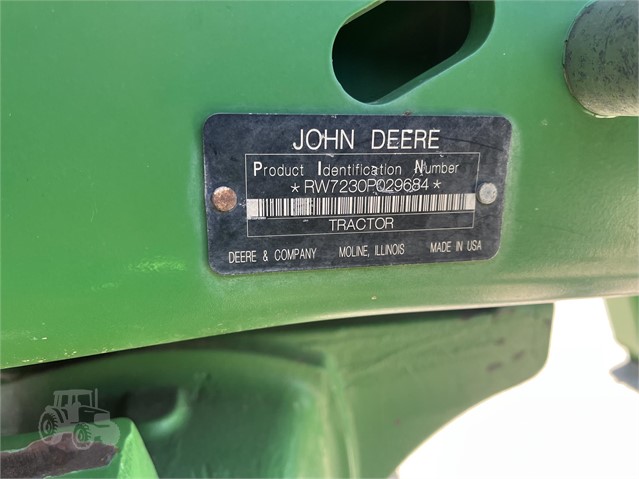 JOHN DEERE
Product Identification Number
*RW7230P029684*
TRACTOR
DEERE & COMPANY MOLINE, ILLINOIS MADE IN USA